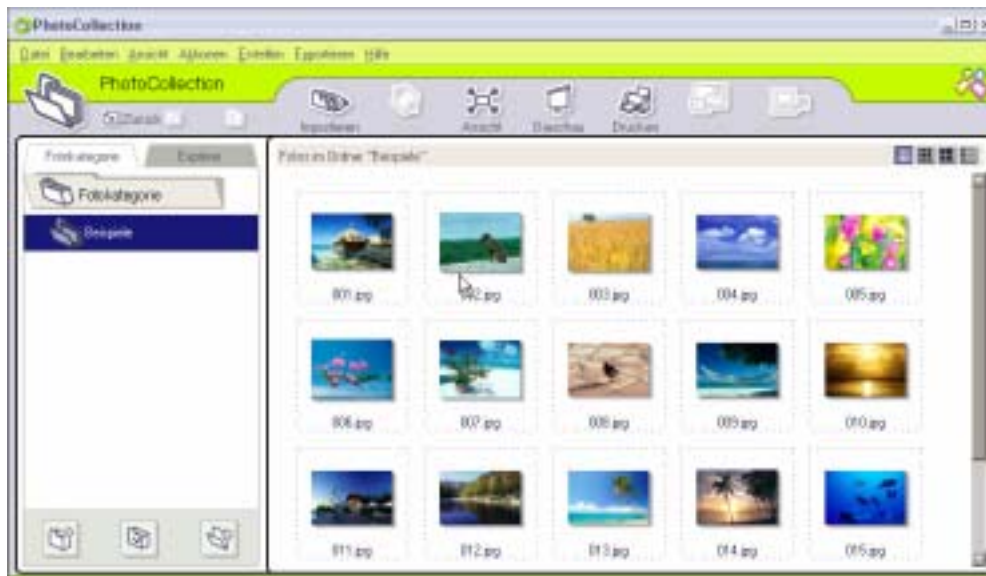 PhotoCollection
Datei Bearbeiten Ansicht Aktionen Erstellen Exportieren Hilfe
PhotoCollection
Zurück
Importieren Ansicht Diaschau Drucken
Fotokategorie Explorer
Fotos im Ordner "Beispiele"
Fotokategorie
Beispiele
001.jpg 002.jpg 003.jpg 004.jpg 005.jpg
006.jpg 007.jpg 008.jpg 009.jpg 010.jpg
011.jpg 012.jpg 013.jpg 014.jpg 015.jpg